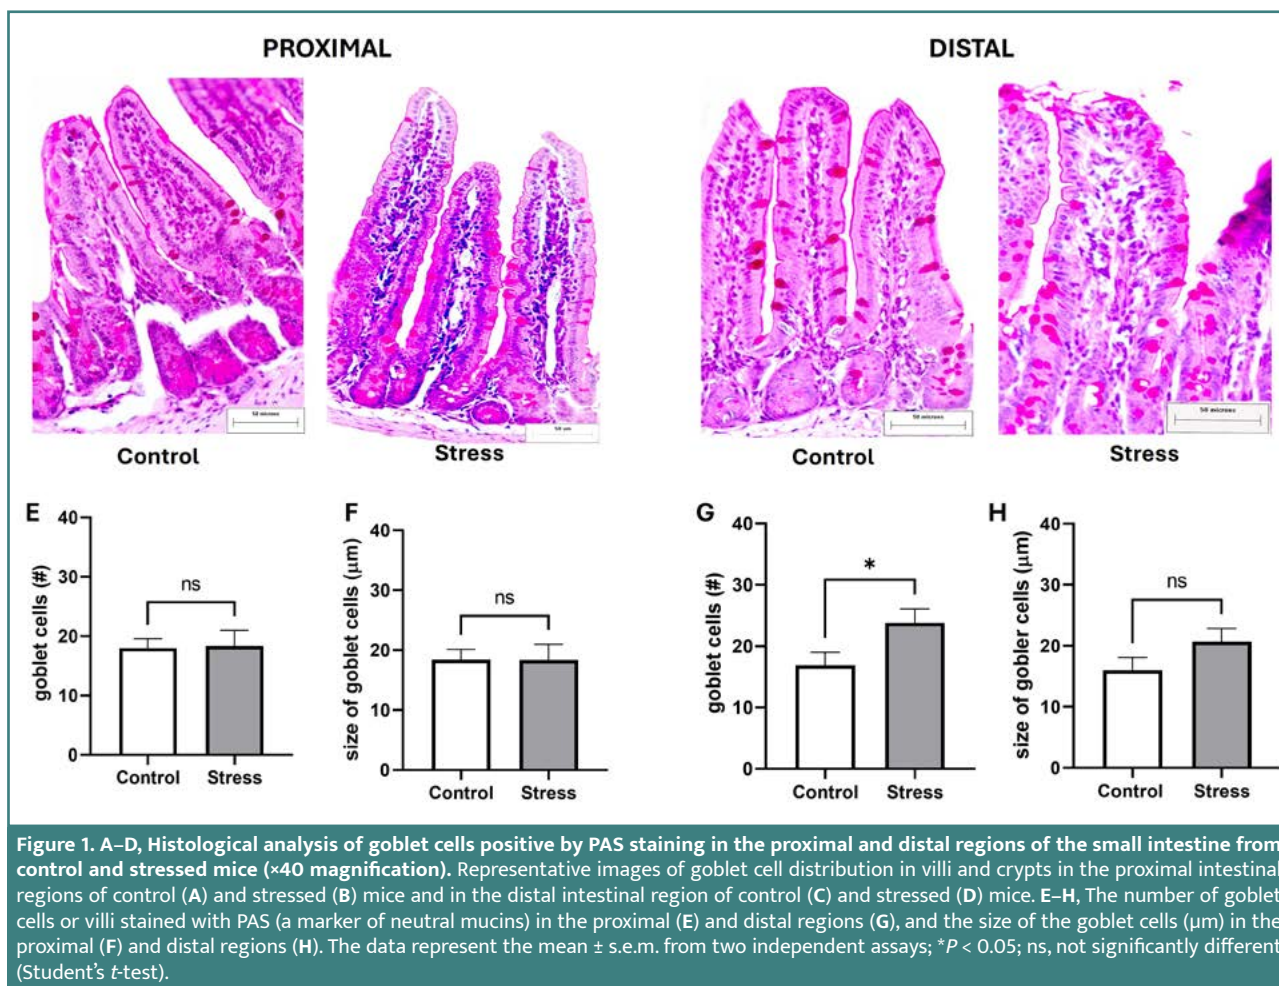 PROXIMAL
DISTAL
50 microns
50 um
50 microns
50 microns
Control
Stress
Control
Stress
E
goblet cells (#)
40
30
20
10
0
ns
Control
Stress
F
size of goblet cells (µm)
40
30
20
10
0
ns
Control
Stress
G
goblet cells (#)
40
30
20
10
0
*
Control
Stress
H
size of gobler cells (µm)
40
30
20
10
0
ns
Control
Stress
Figure 1. A–D, Histological analysis of goblet cells positive by PAS staining in the proximal and distal regions of the small intestine from
control and stressed mice (×40 magnification). Representative images of goblet cell distribution in villi and crypts in the proximal intestinal
regions of control (A) and stressed (B) mice and in the distal intestinal region of control (C) and stressed (D) mice. E–H, The number of goblet
cells or villi stained with PAS (a marker of neutral mucins) in the proximal (E) and distal regions (G), and the size of the goblet cells (µm) in the
proximal (F) and distal regions (H). The data represent the mean ± s.e.m. from two independent assays; *P < 0.05; ns, not significantly different
(Student’s t-test).